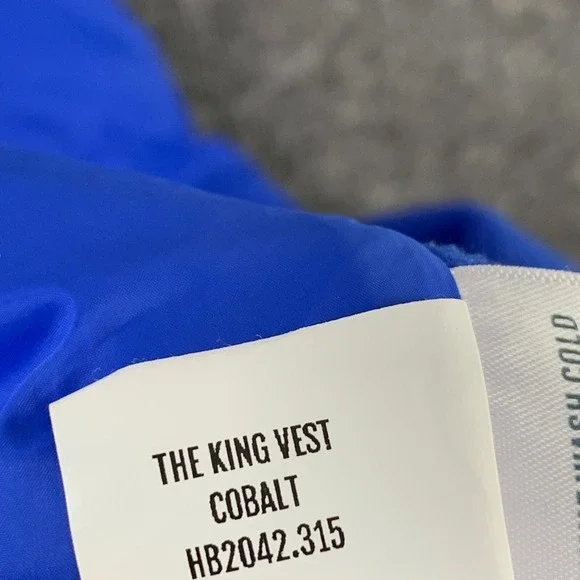 THE KING VEST
COBALT
HB2042.315
WASH COLD